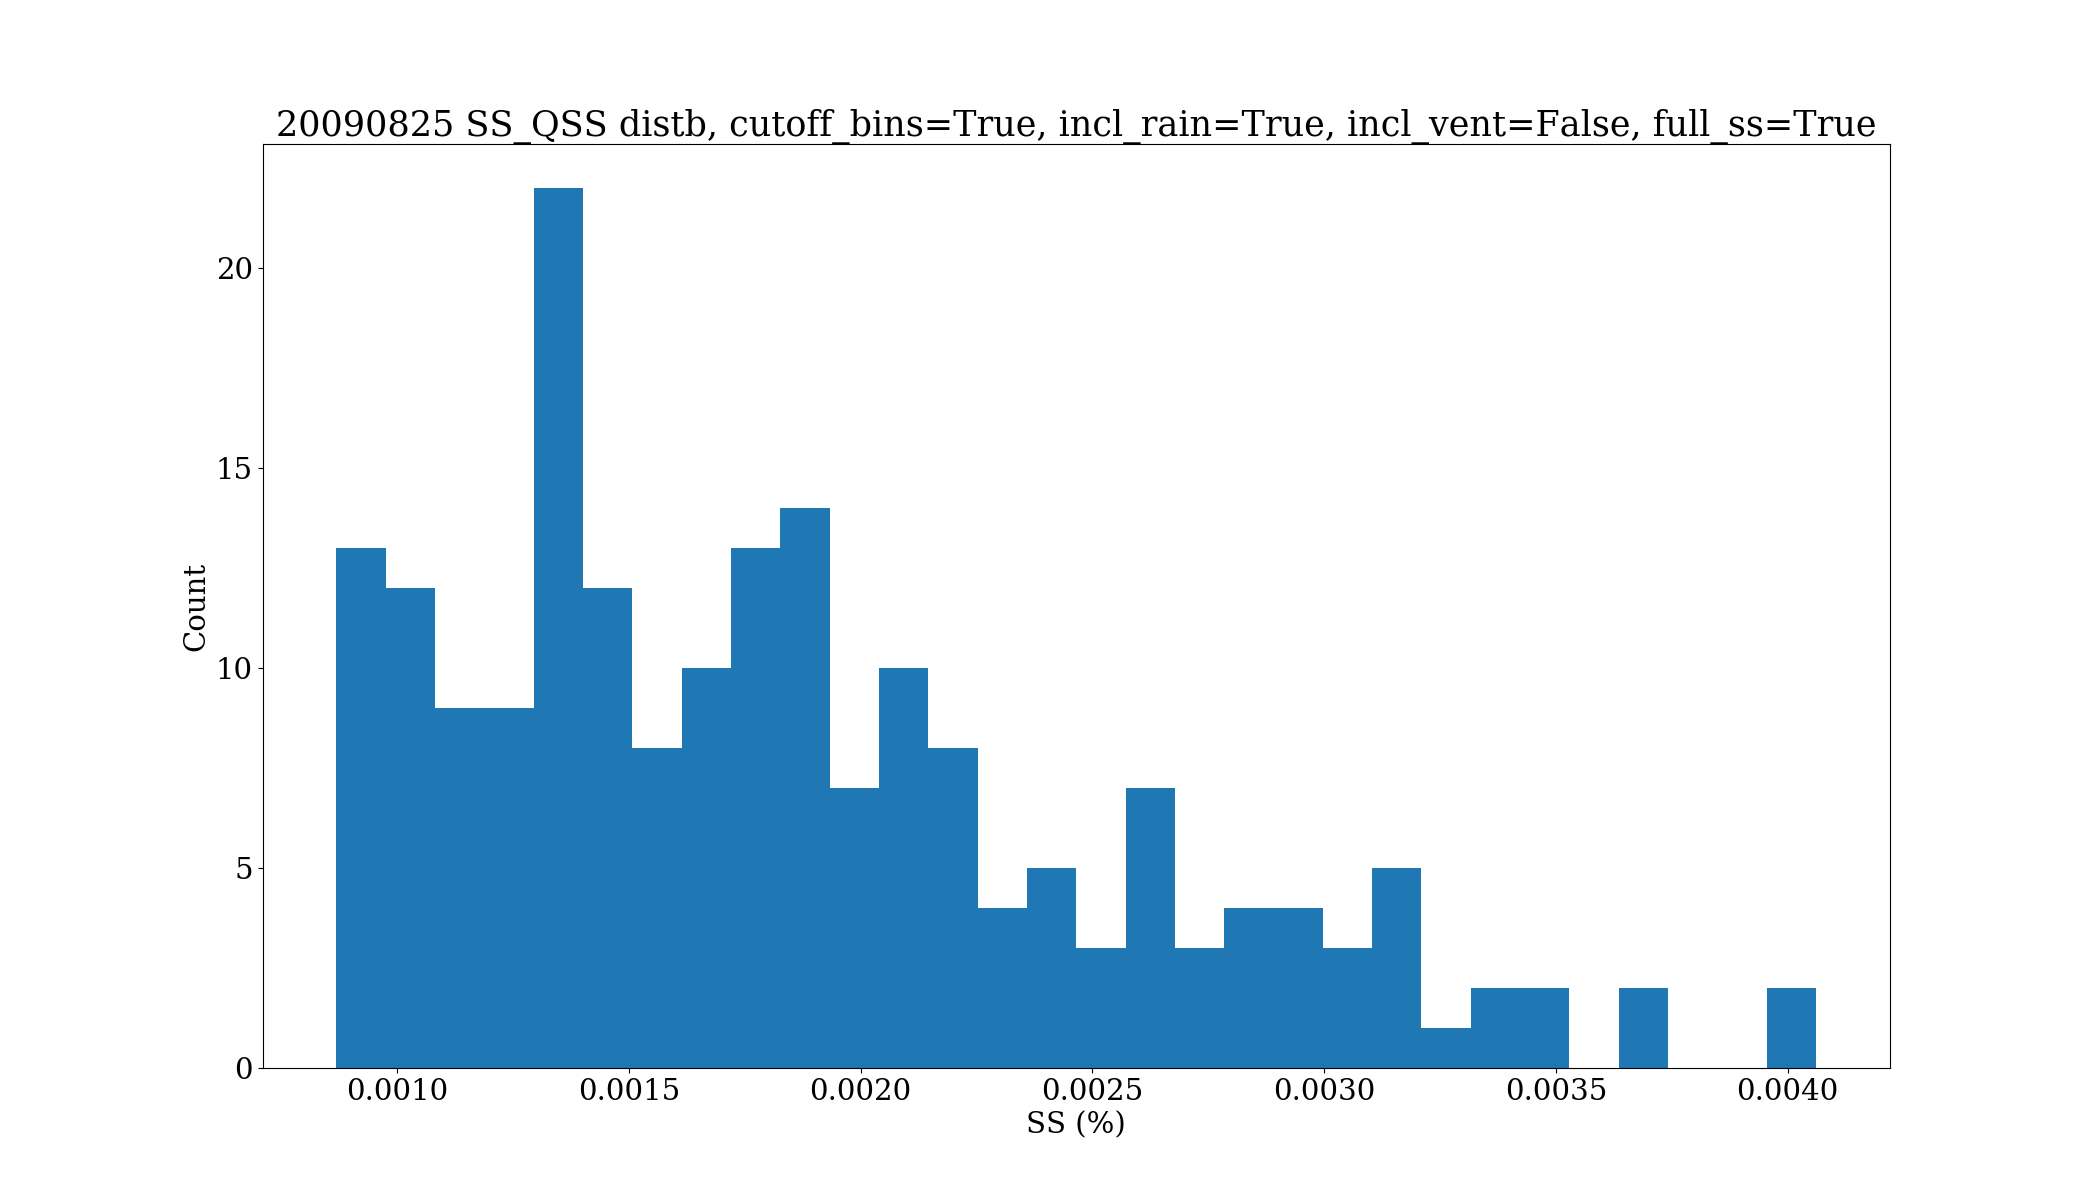 20090825 SS_QSS distb, cutoff_bins=True, incl_rain=True, incl_vent=False, full_ss=True
20
15
10
5
0
Count
0.0010 0.0015 0.0020 0.0025 0.0030 0.0035 0.0040
SS (%)